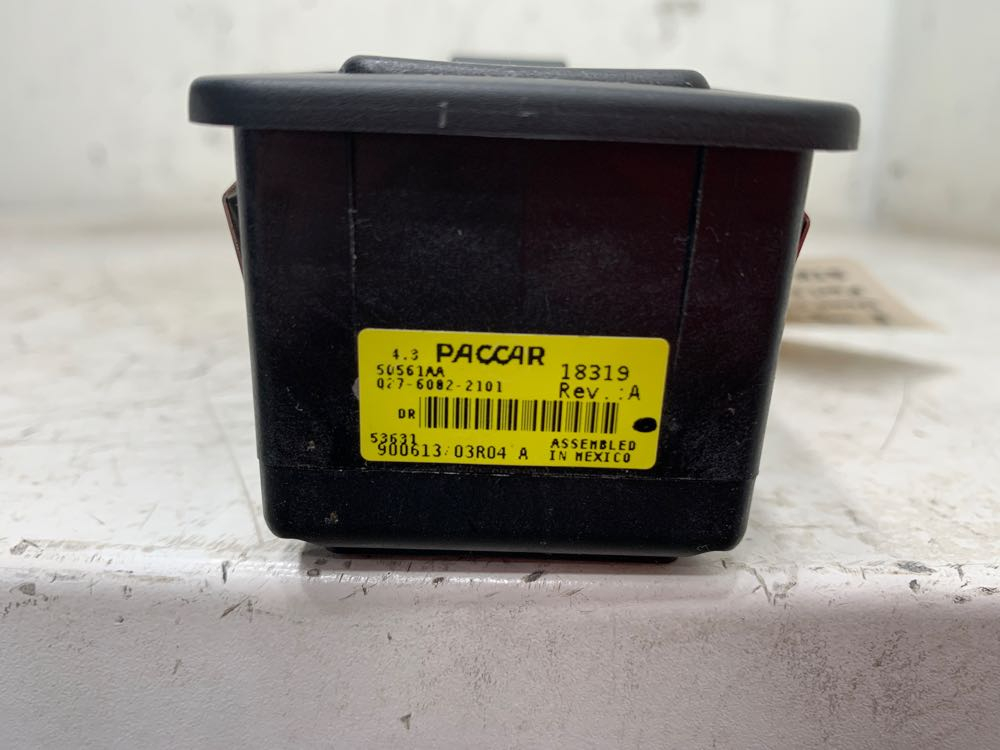 4.3 PACCAR
50561AA 18319
Q27-6082-2101 Rev.:A
DR
53631 ASSEMBLED
900613/03R04 A IN MEXICO